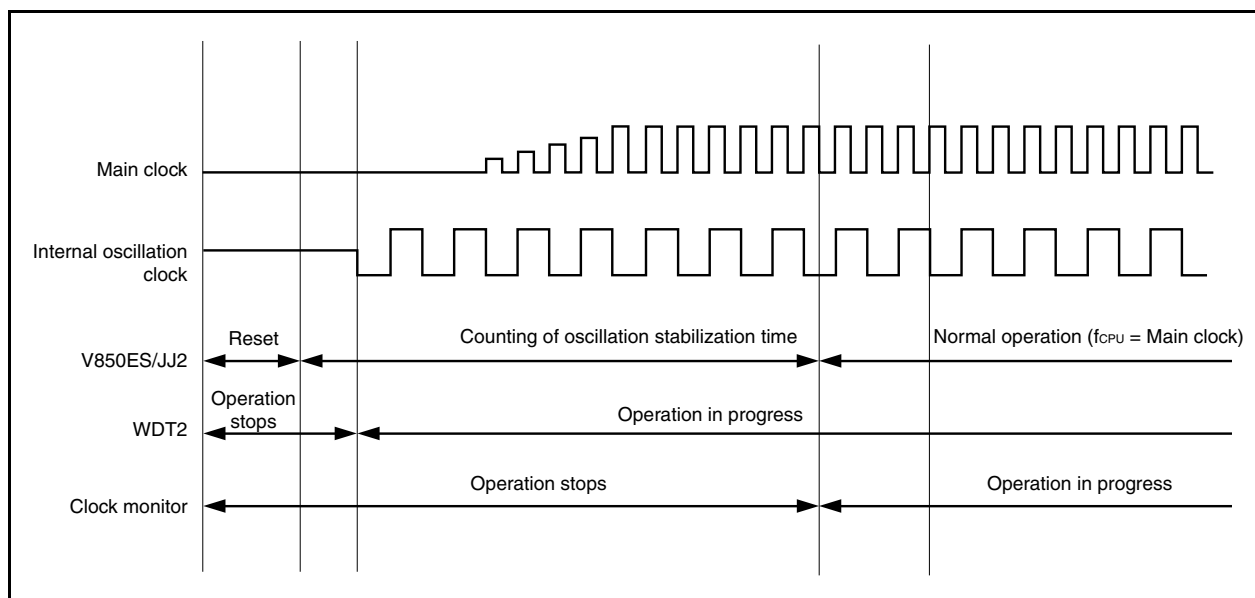 Main clock
Internal oscillation
clock
Reset
Counting of oscillation stabilization time
Normal operation (fCPU = Main clock)
V850ES/JJ2
Operation
stops
Operation in progress
WDT2
Operation stops
Operation in progress
Clock monitor